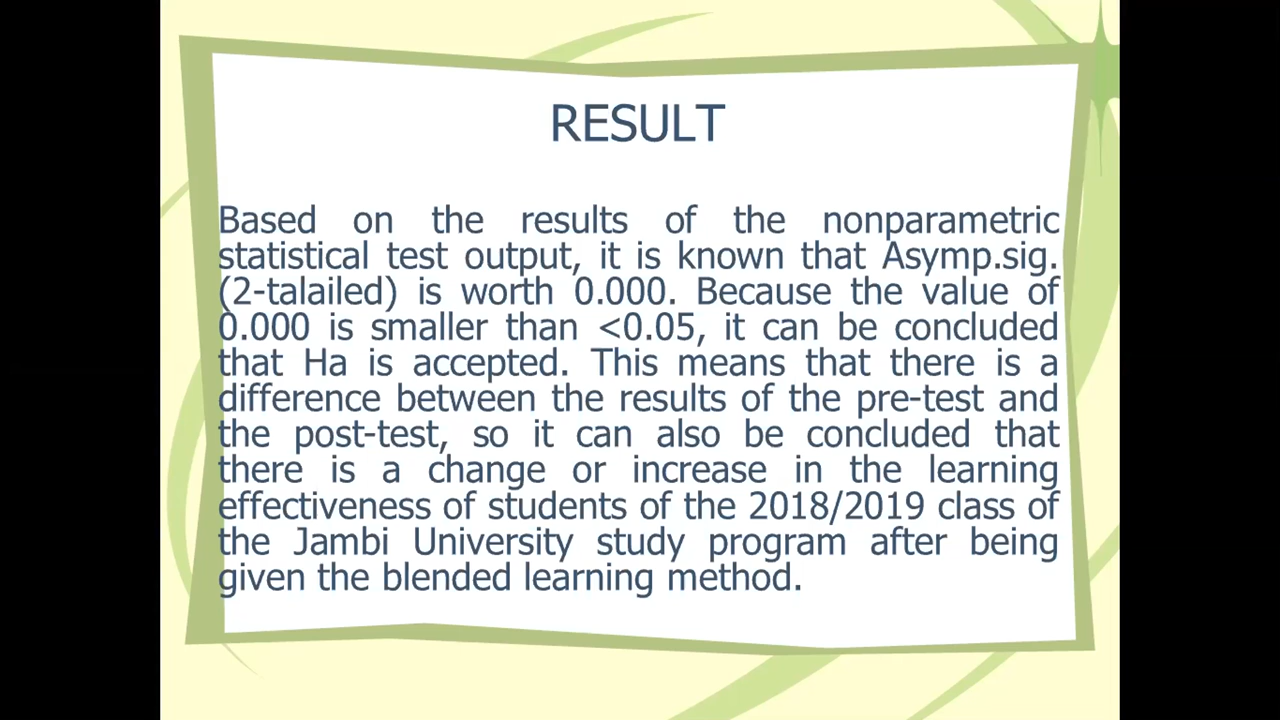 RESULT
Based on the results of the nonparametric
statistical test output, it is known that Asymp.sig.
(2-talailed) is worth 0.000. Because the value of
0.000 is smaller than <0.05, it can be concluded
that Ha is accepted. This means that there is a
difference between the results of the pre-test and
the post-test, so it can also be concluded that
there is a change or increase in the learning
effectiveness of students of the 2018/2019 class of
the Jambi University study program after being
given the blended learning method.